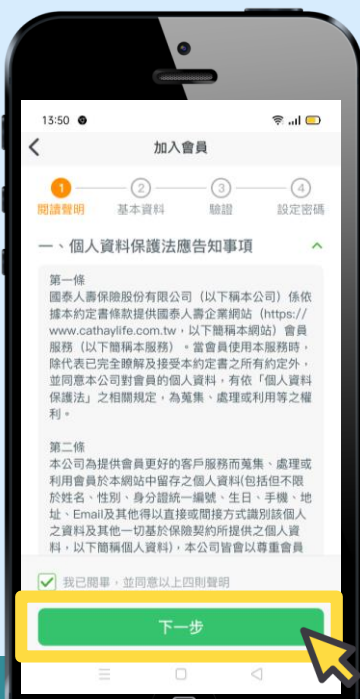 13:50
加入會員
1 2 3 4
閱讀聲明 基本資料 驗證 設定密碼
一、個人資料保護法應告知事項
第一條
國泰人壽保險股份有限公司（以下稱本公司）係依
據本約定書條款提供國泰人壽企業網站（https://
www.cathaylife.com.tw，以下簡稱本網站）會員
服務（以下簡稱本服務）。當會員使用本服務時，
除代表已完全瞭解及接受本約定書之所有約定外，
並同意本公司對會員的個人資料，有依「個人資料
保護法」之相關規定，為蒐集、處理或利用等之權
利。
第二條
本公司為提供會員更好的客戶服務而蒐集、處理或
利用會員於本網站中留存之個人資料(包括但不限
於姓名、性別、身分證統一編號、生日、手機、地
址、Email及其他得以直接或間接方式識別該個人
之資料及其他一切基於保險契約所提供之個人資
料，以下簡稱個人資料)，本公司皆會以尊重會員
我已閱畢，並同意以上四則聲明
下一步